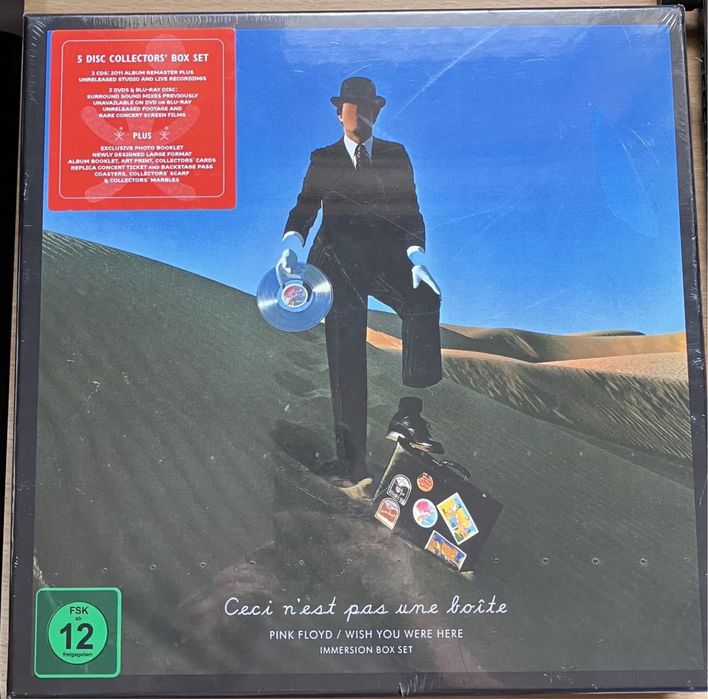 5 DISC COLLECTORS' BOX SET
2 CDS: 2011 ALBUM REMASTER PLUS
UNRELEASED STUDIO AND LIVE RECORDINGS
2 DVDS & BLU-RAY DISC:
SURROUND SOUND MIXES PREVIOUSLY
UNAVAILABLE ON DVD OR BLU-RAY
UNRELEASED FOOTAGE AND
RARE CONCERT SCREEN FILMS
PLUS
EXCLUSIVE PHOTO BOOKLET
NEWLY DESIGNED LARGE FORMAT
ALBUM BOOKLET, ART PRINT, COLLECTORS' CARDS
REPLICA CONCERT TICKET AND BACKSTAGE PASS
COASTERS, COLLECTORS' SCARF
& COLLECTORS' MARBLES
Ceci n'est pas une boîte
PINK FLOYD / WISH YOU WERE HERE
IMMERSION BOX SET
FSK
ab
12
freigegeben